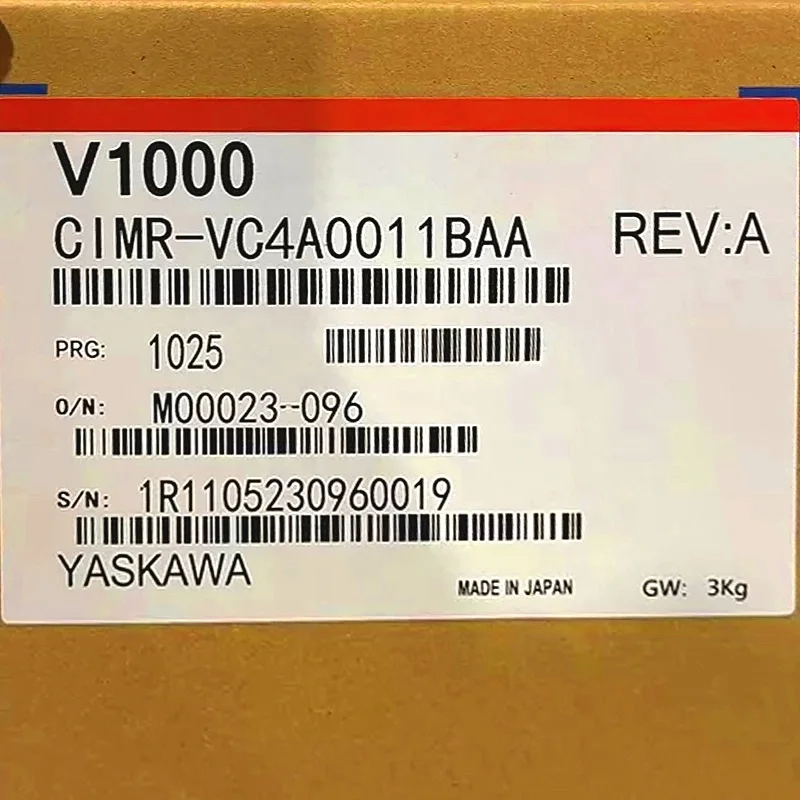 V1000
CIMR-VC4A0011BAA REV:A
PRG: 1025
O/N: M00023-096
S/N: 1R1105230960019
YASKAWA
MADE IN JAPAN GW: 3Kg